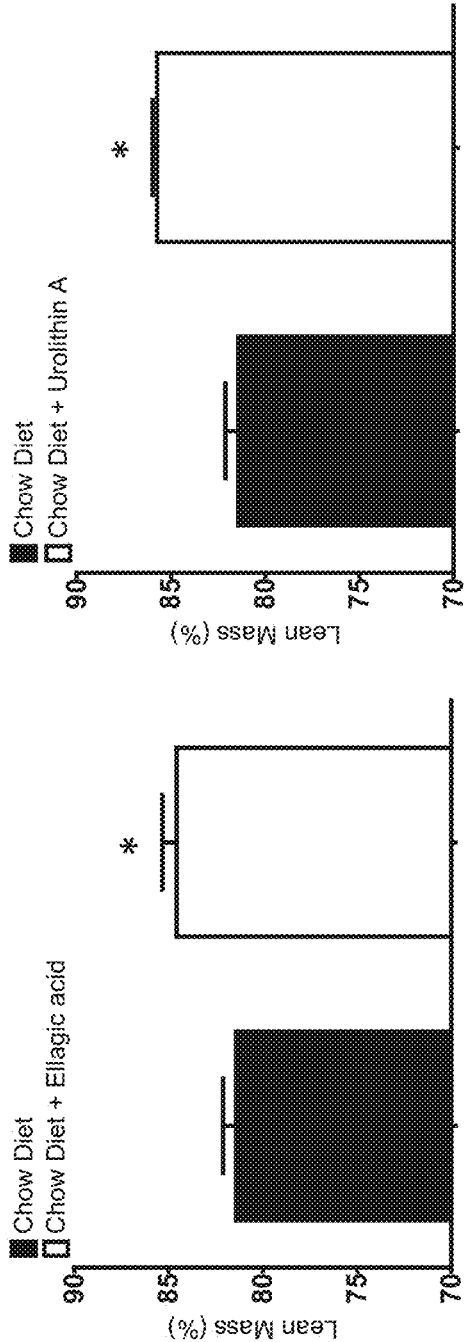 Chow Diet
Chow Diet + Ellagic acid
*
90
85
80
75
70
Lean Mass (%)
Chow Diet
Chow Diet + Urolithin A
*
90
85
80
75
70
Lean Mass (%)